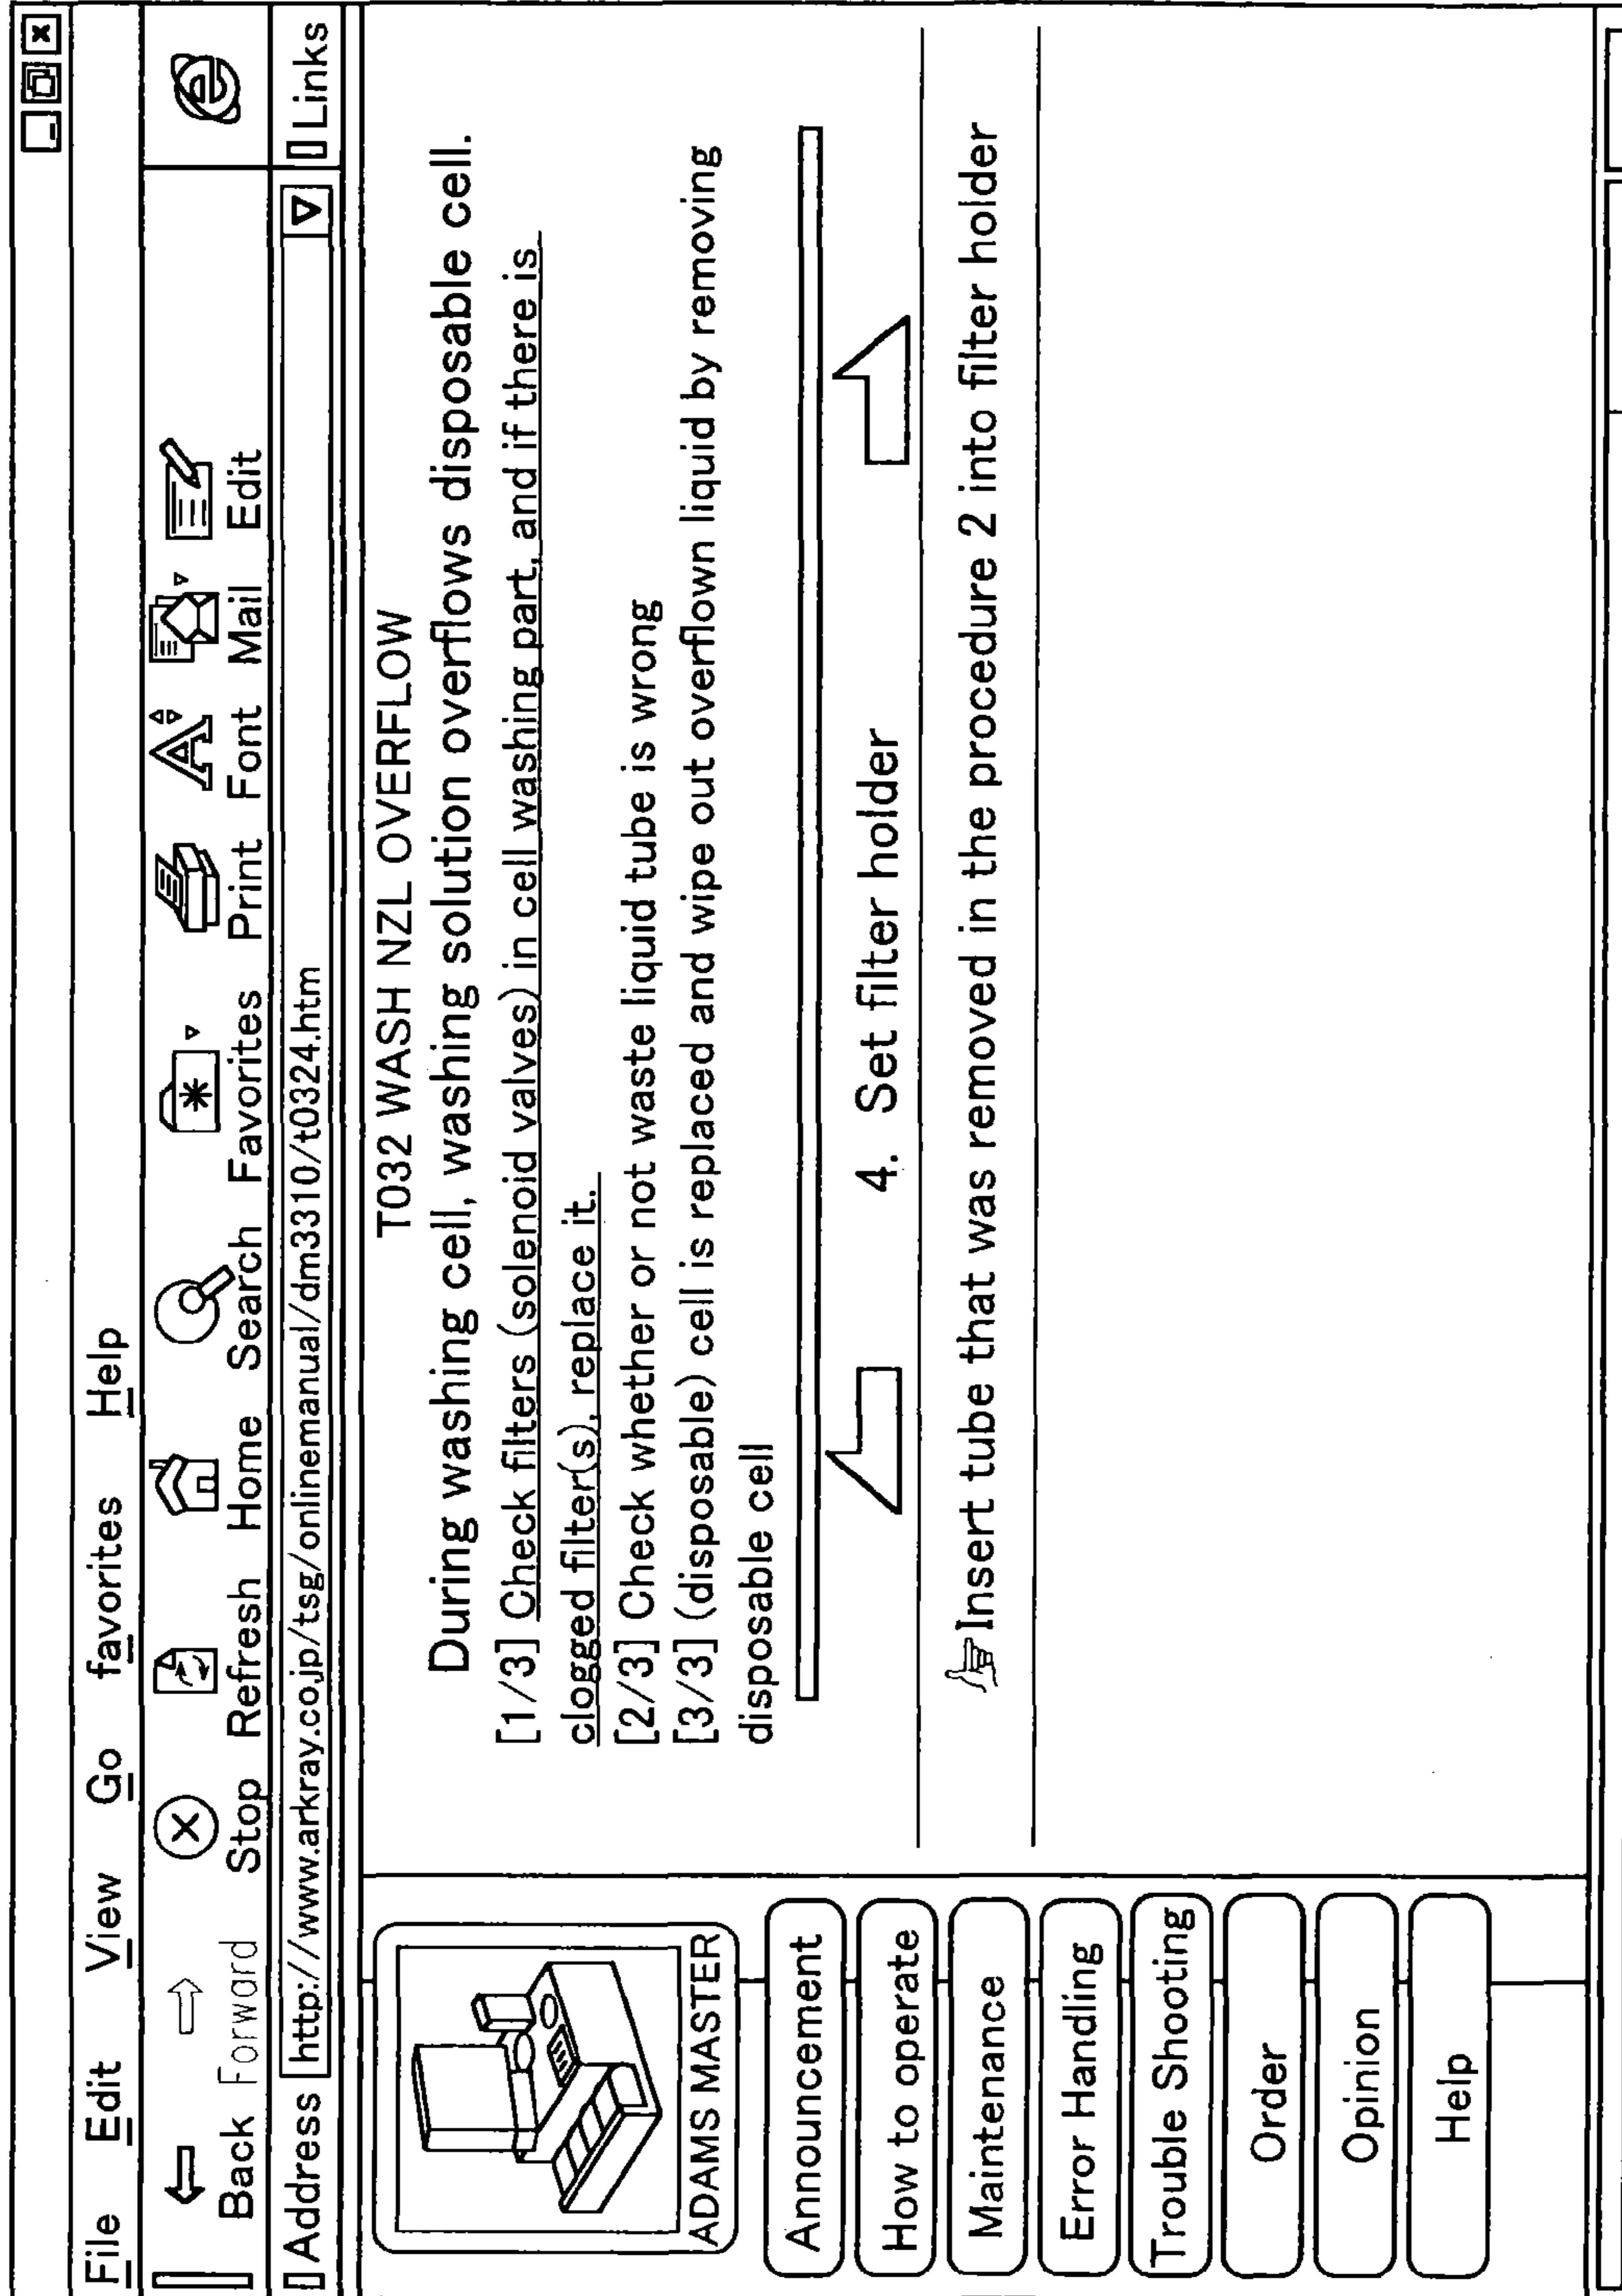 File Edit View Go favorites Help
Back Forward Stop Refresh Home Search Favorites Print Font Mail Edit
Address http://www.arkray.co.jp/tsg/onlinemanual/dm3310/t0324.htm Links
ADAMS MASTER
Announcement
How to operate
Maintenance
Error Handling
Trouble Shooting
Order
Opinion
Help
T032 WASH NZL OVERFLOW
During washing cell, washing solution overflows disposable cell.
[1/3] Check filters (solenoid valves) in cell washing part, and if there is
clogged filter(s), replace it.
[2/3] Check whether or not waste liquid tube is wrong
[3/3] (disposable) cell is replaced and wipe out overflown liquid by removing
disposable cell
4. Set filter holder
Insert tube that was removed in the procedure 2 into filter holder